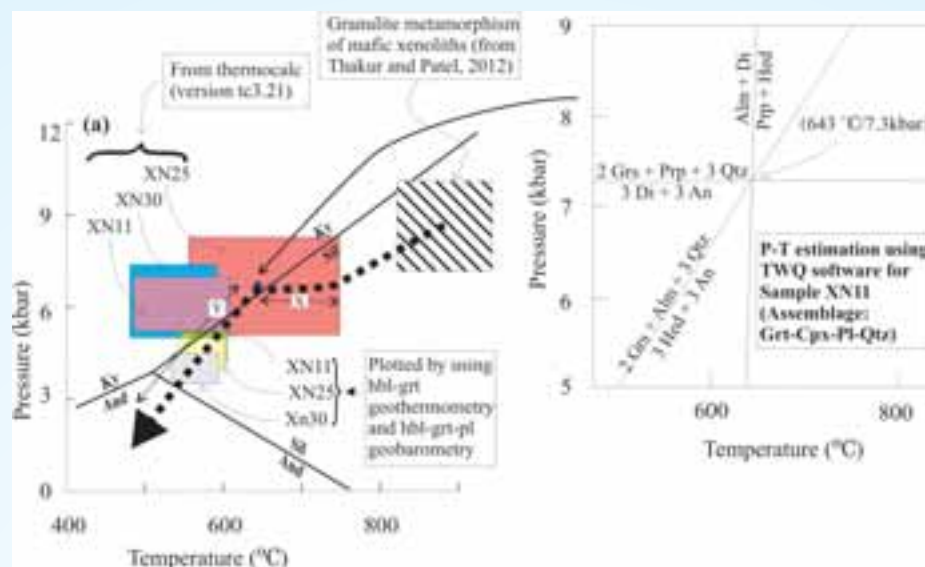 Granulite metamorphism
of mafic xenoliths (from
Thakur and Patel, 2012)
From thermocalc
(version tc3.21)
(a)
XN25
XN30
XN11
Ky
Sil
X
Y
Ky
And
Sil
And
XN11
XN25
Xn30
Plotted by using
hbl-grt
geothermometry
and hbl-grt-pl
geobarometry
12
9
6
3
0
Pressure (kbar)
400
600
800
Temperature (ºC)
9
8
7
6
5
Pressure (kbar)
Alm + Di
Prp + Hed
(643 °C/7.3kbar)
2 Grs + Prp + 3 Qtz
3 Di + 3 An
2 Grs + Alm + 3 Qtz
3 Hed + 3 An
P-T estimation using
TWQ software for
Sample XN11
(Assemblage:
Grt-Cpx-Pl-Qtz)
600
800
Temperature (ºC)